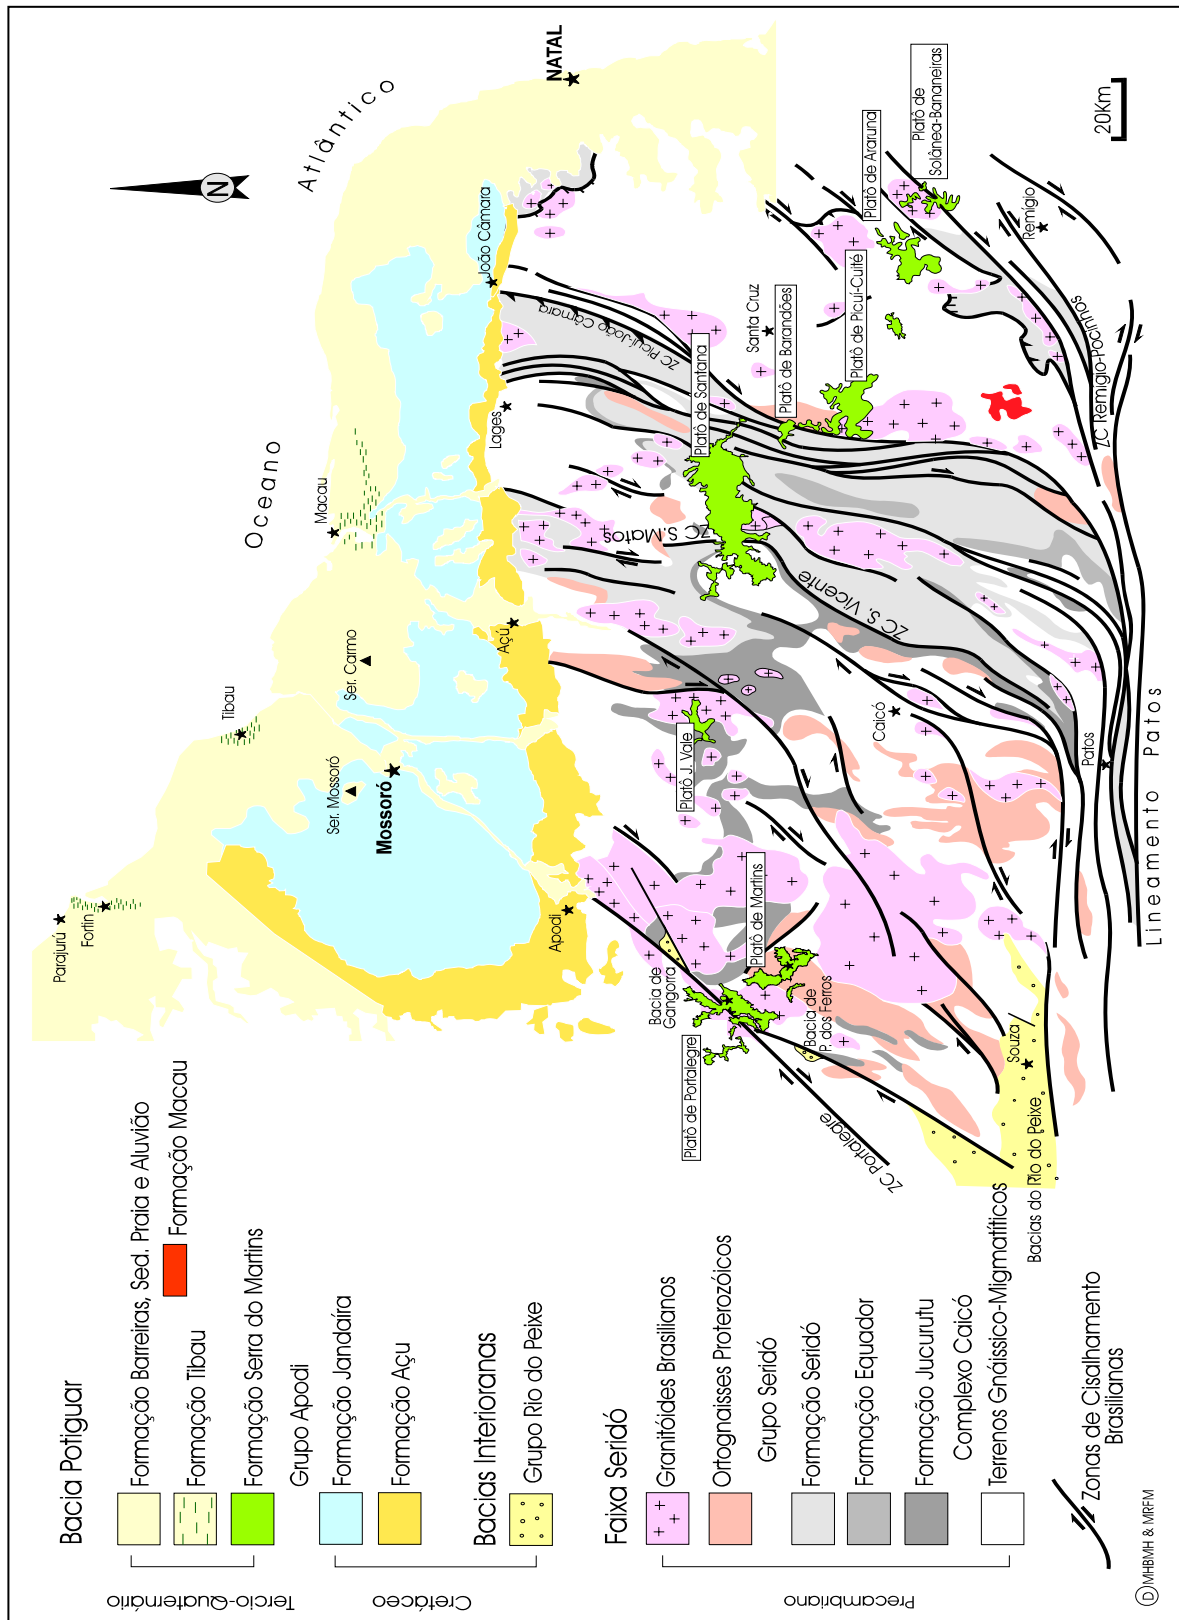 Bacia Potiguar
Formação Barreiras, Sed. Praia e Aluvião
Formação Macau
Formação Tibau
Formação Serra do Martins
Grupo Apodi
Formação Jandaíra
Formação Açu
Bacias Interioranas
Grupo Rio do Peixe
Faixa Seridó
Granitóides Brasilianos
Ortognaisses Proterozóicos
Grupo Seridó
Formação Seridó
Formação Equador
Formação Jucurutu
Complexo Caicó
Terrenos Gnáissico-Migmatíticos
Zonas de Cisalhamento
Brasilianas
Tercio-Quaternário
Cretáceo
Precambriano
D MHBMH & MRFM
N
Oceano
Atlântico
Parajurú
Fortin
Tibau
Ser. Mossoró
Mossoró
Ser. Carmo
Macau
NATAL
João Câmara
Lages
Açú
Apodi
Bacia de
Gangorra
Platô de Portalegre
Platô de Martins
Platô J. Vale
Platô de Santana
Platô de Barandões
Platô de Picuí-Cuité
Platô de Araruna
Platô de
Solânea-Bananeiras
Santa Cruz
Remígio
ZC Picuí-João Câmara
ZC S. Matos
ZC S. Vicente
ZC Remígio-Pocinhos
ZC Portalegre
Bacia de
P. dos Ferros
Caicó
Patos
Souza
Bacias do Rio do Peixe
Lineamento Patos
20Km